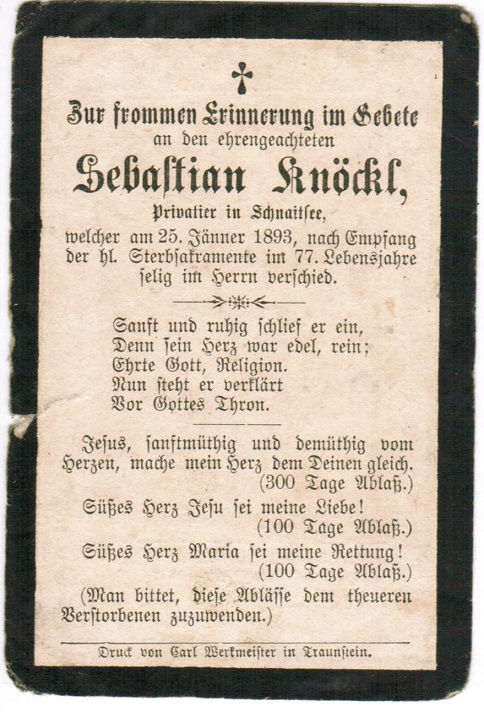 Zur frommen Erinnerung im Gebete
an den ehrengeachteten
Sebastian Knöckl,
Privatier in Schnaitsee,
welcher am 25. Jänner 1893, nach Empfang
der hl. Sterbsakramente im 77. Lebensjahre
selig im Herrn verschied.
Sanft und ruhig schlief er ein,
Denn sein Herz war edel, rein;
Ehrte Gott, Religion.
Nun steht er verklärt
Vor Gottes Thron.
Jesus, sanftmüthig und demüthig vom
Herzen, mache mein Herz dem Deinen gleich.
(300 Tage Ablaß.)
Süßes Herz Jesu sei meine Liebe!
(100 Tage Ablaß.)
Süßes Herz Maria sei meine Rettung!
(100 Tage Ablaß.)
(Man bittet, diese Ablässe dem theueren
Verstorbenen zuzuwenden.)
Druck von Carl Werkmeister in Traunstein.